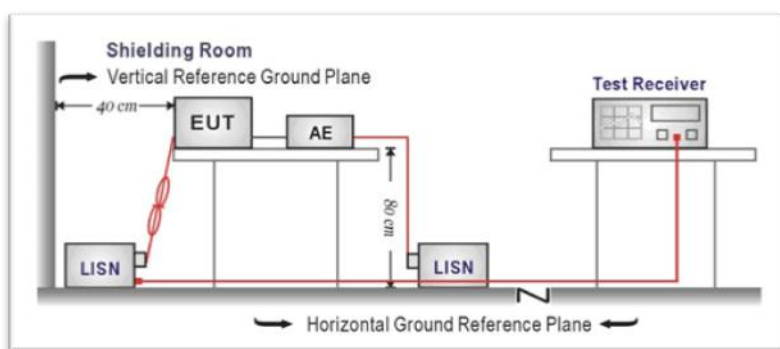 Shielding Room
Vertical Reference Ground Plane
40 cm
EUT
AE
Test Receiver
80 cm
LISN
LISN
Horizontal Ground Reference Plane